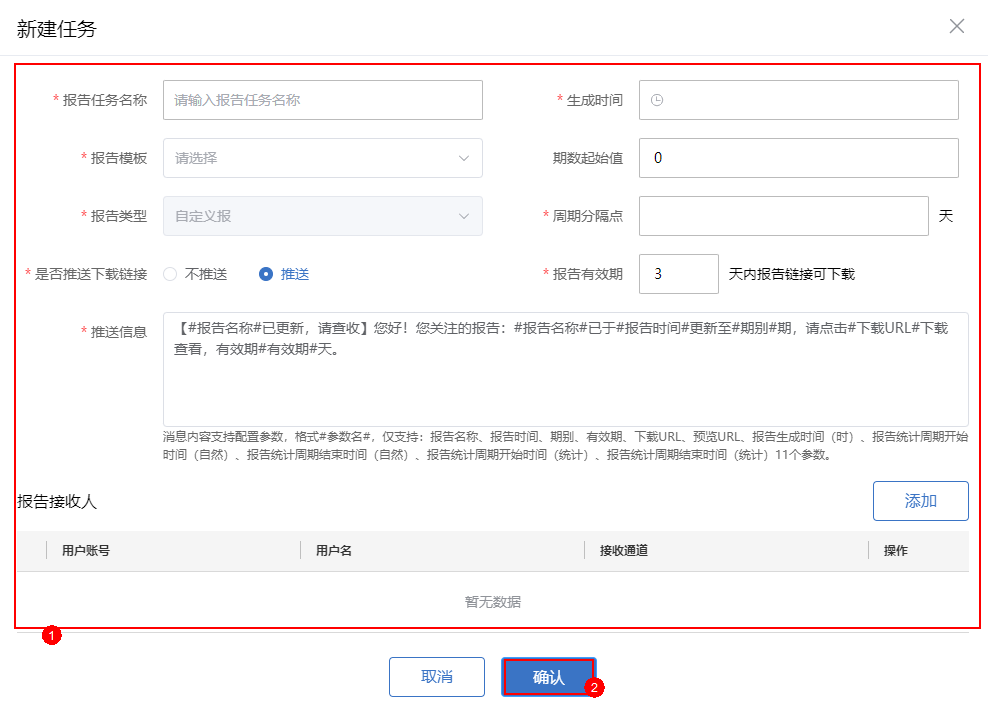 新建任务
* 报告任务名称 请输入报告任务名称 * 生成时间
* 报告模板 请选择 期数起始值 0
* 报告类型 自定义报 * 周期分隔点 天
* 是否推送下载链接 不推送 推送 * 报告有效期 3 天内报告链接可下载
* 推送信息 【#报告名称#已更新，请查收】您好！您关注的报告：#报告名称#已于#报告时间#更新至#期别#期，请点击#下载URL#下载
查看，有效期#有效期#天。
消息内容支持配置参数，格式#参数名#，仅支持：报告名称、报告时间、期别、有效期、下载URL、预览URL、报告生成时间（时）、报告统计周期开始
时间（自然）、报告统计周期结束时间（自然）、报告统计周期开始时间（统计）、报告统计周期结束时间（统计）11个参数。
报告接收人 添加
用户账号 用户名 接收通道 操作
暂无数据
1
取消 确认 2